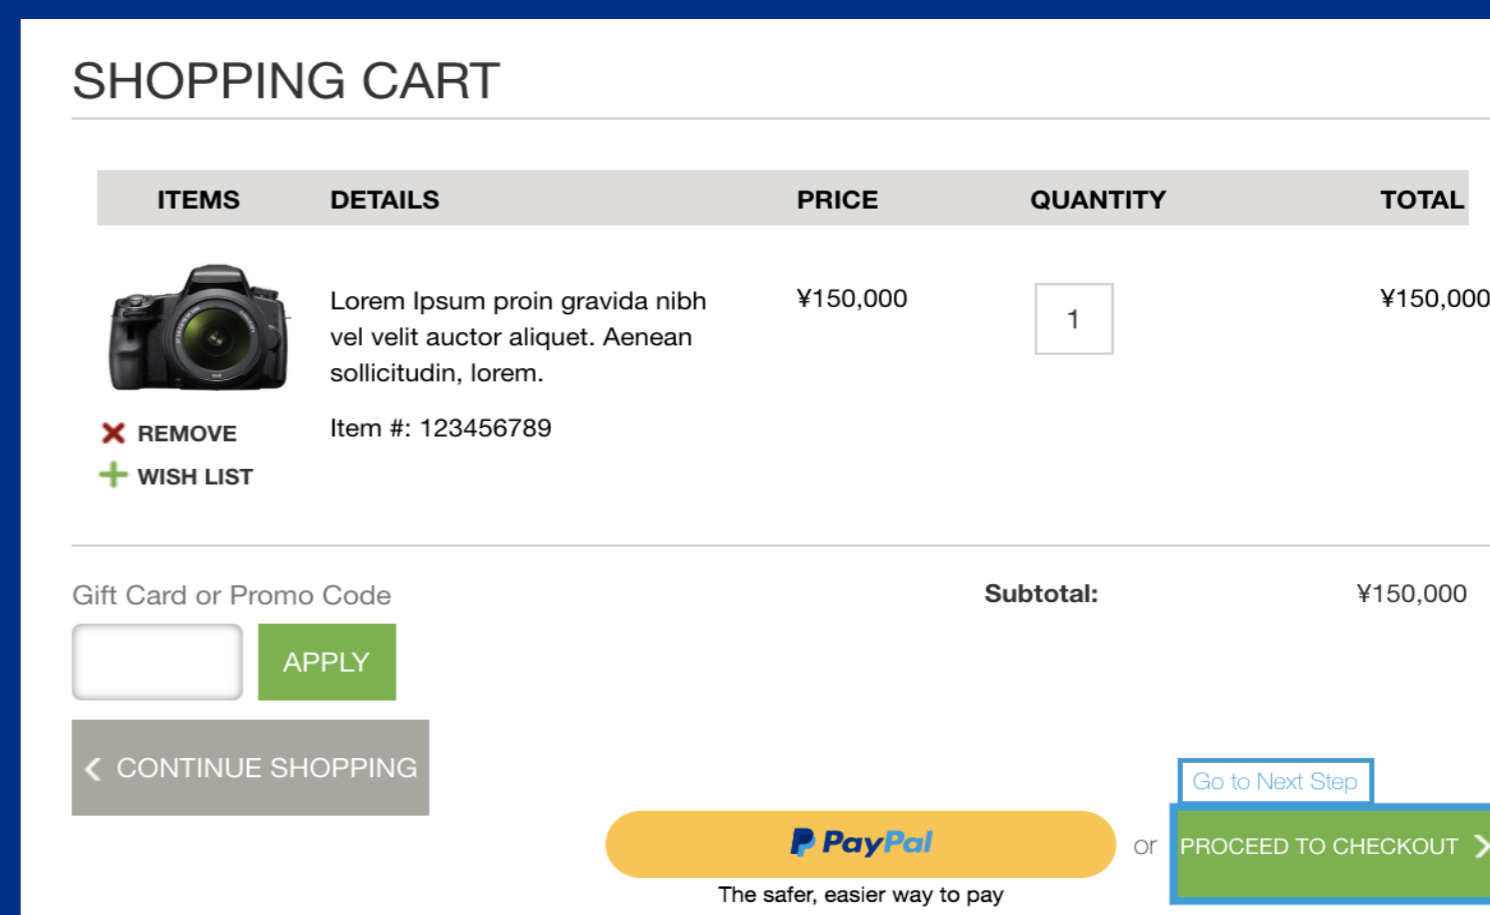 SHOPPING CART
ITEMS DETAILS PRICE QUANTITY TOTAL
Lorem Ipsum proin gravida nibh ¥150,000 1 ¥150,000
vel velit auctor aliquet. Aenean
sollicitudin, lorem.
Item #: 123456789
REMOVE
WISH LIST
Gift Card or Promo Code Subtotal: ¥150,000
APPLY
CONTINUE SHOPPING
Go to Next Step
PayPal or PROCEED TO CHECKOUT
The safer, easier way to pay